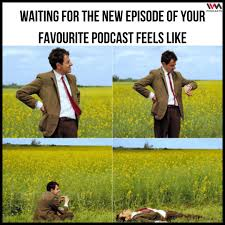 WAITING FOR THE NEW EPISODE OF YOUR
FAVOURITE PODCAST FEELS LIKE